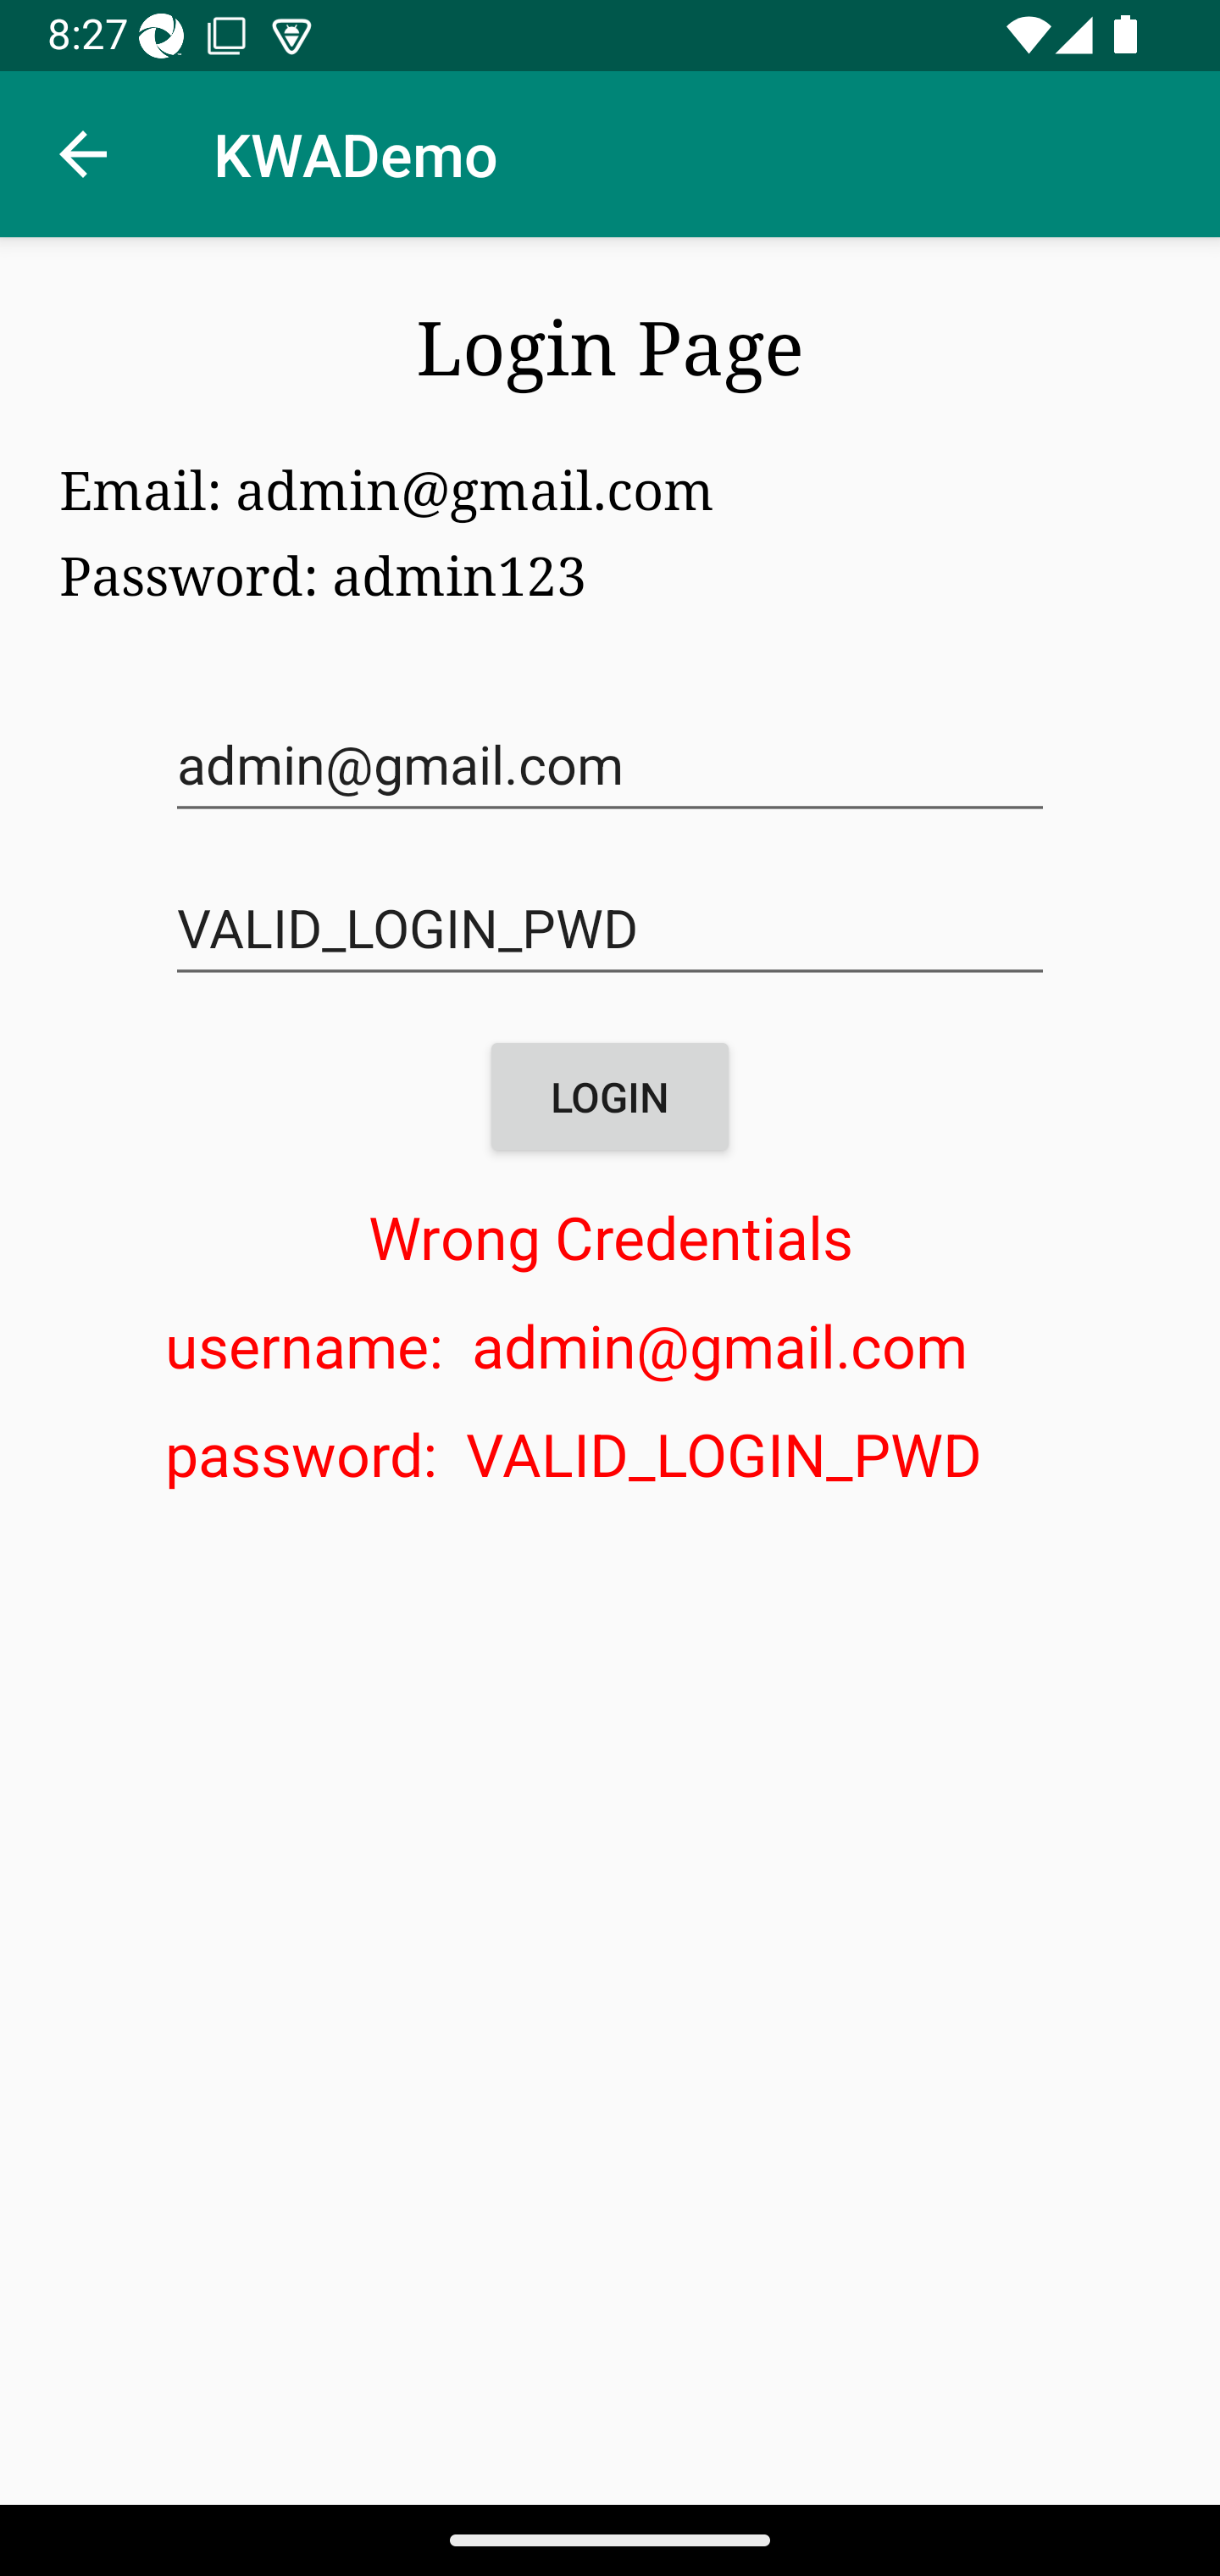 8:27
KWADemo
Login Page
Email: admin@gmail.com
Password: admin123
admin@gmail.com
VALID_LOGIN_PWD
LOGIN
Wrong Credentials
username: admin@gmail.com
password: VALID_LOGIN_PWD